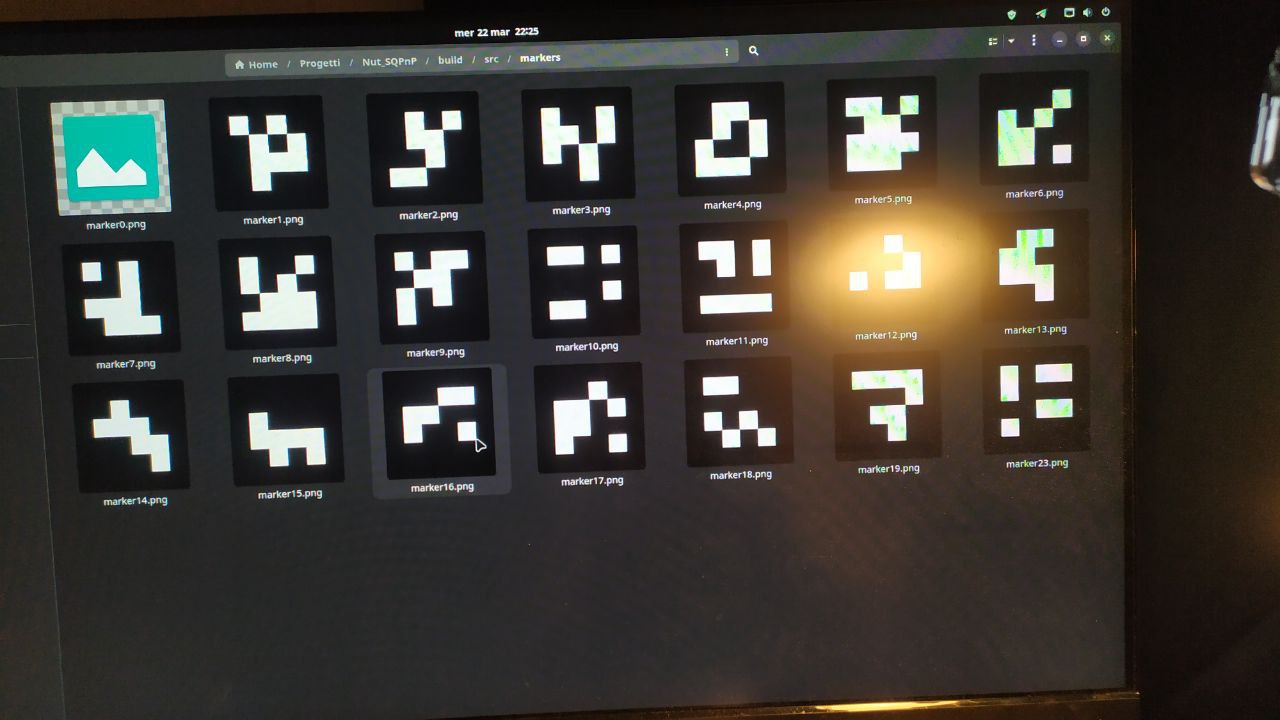 mer 22 mar 22:25
Home / Progetti / Nut_SQPnP / build / src / markers
marker0.png
marker1.png
marker2.png
marker3.png
marker4.png
marker5.png
marker6.png
marker7.png
marker8.png
marker9.png
marker10.png
marker11.png
marker12.png
marker13.png
marker14.png
marker15.png
marker16.png
marker17.png
marker18.png
marker19.png
marker23.png